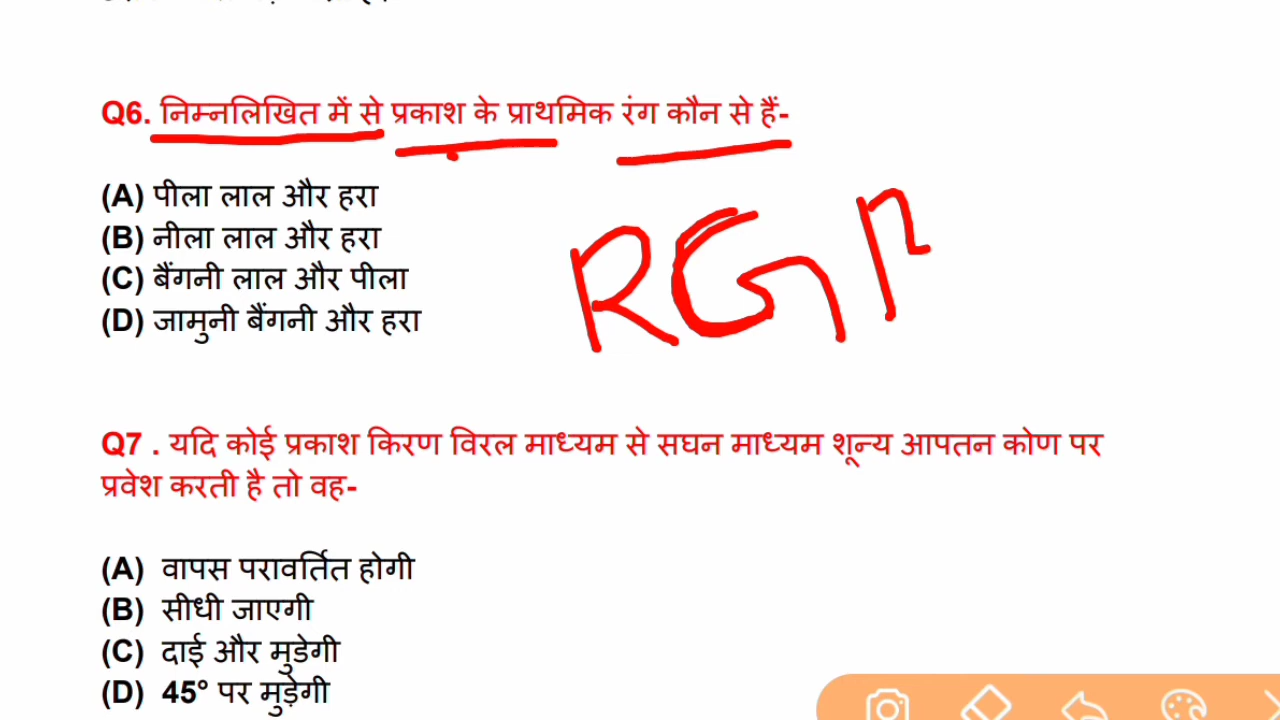 Q6. निम्नलिखित में से प्रकाश के प्राथमिक रंग कौन से हैं-
(A) पीला लाल और हरा
(B) नीला लाल और हरा
(C) बैंगनी लाल और पीला
(D) जामुनी बैंगनी और हरा
RG
Q7 . यदि कोई प्रकाश किरण विरल माध्यम से सघन माध्यम शून्य आपतन कोण पर
प्रवेश करती है तो वह-
(A) वापस परावर्तित होगी
(B) सीधी जाएगी
(C) दाई और मुडेगी
(D) 45° पर मुड़ेगी